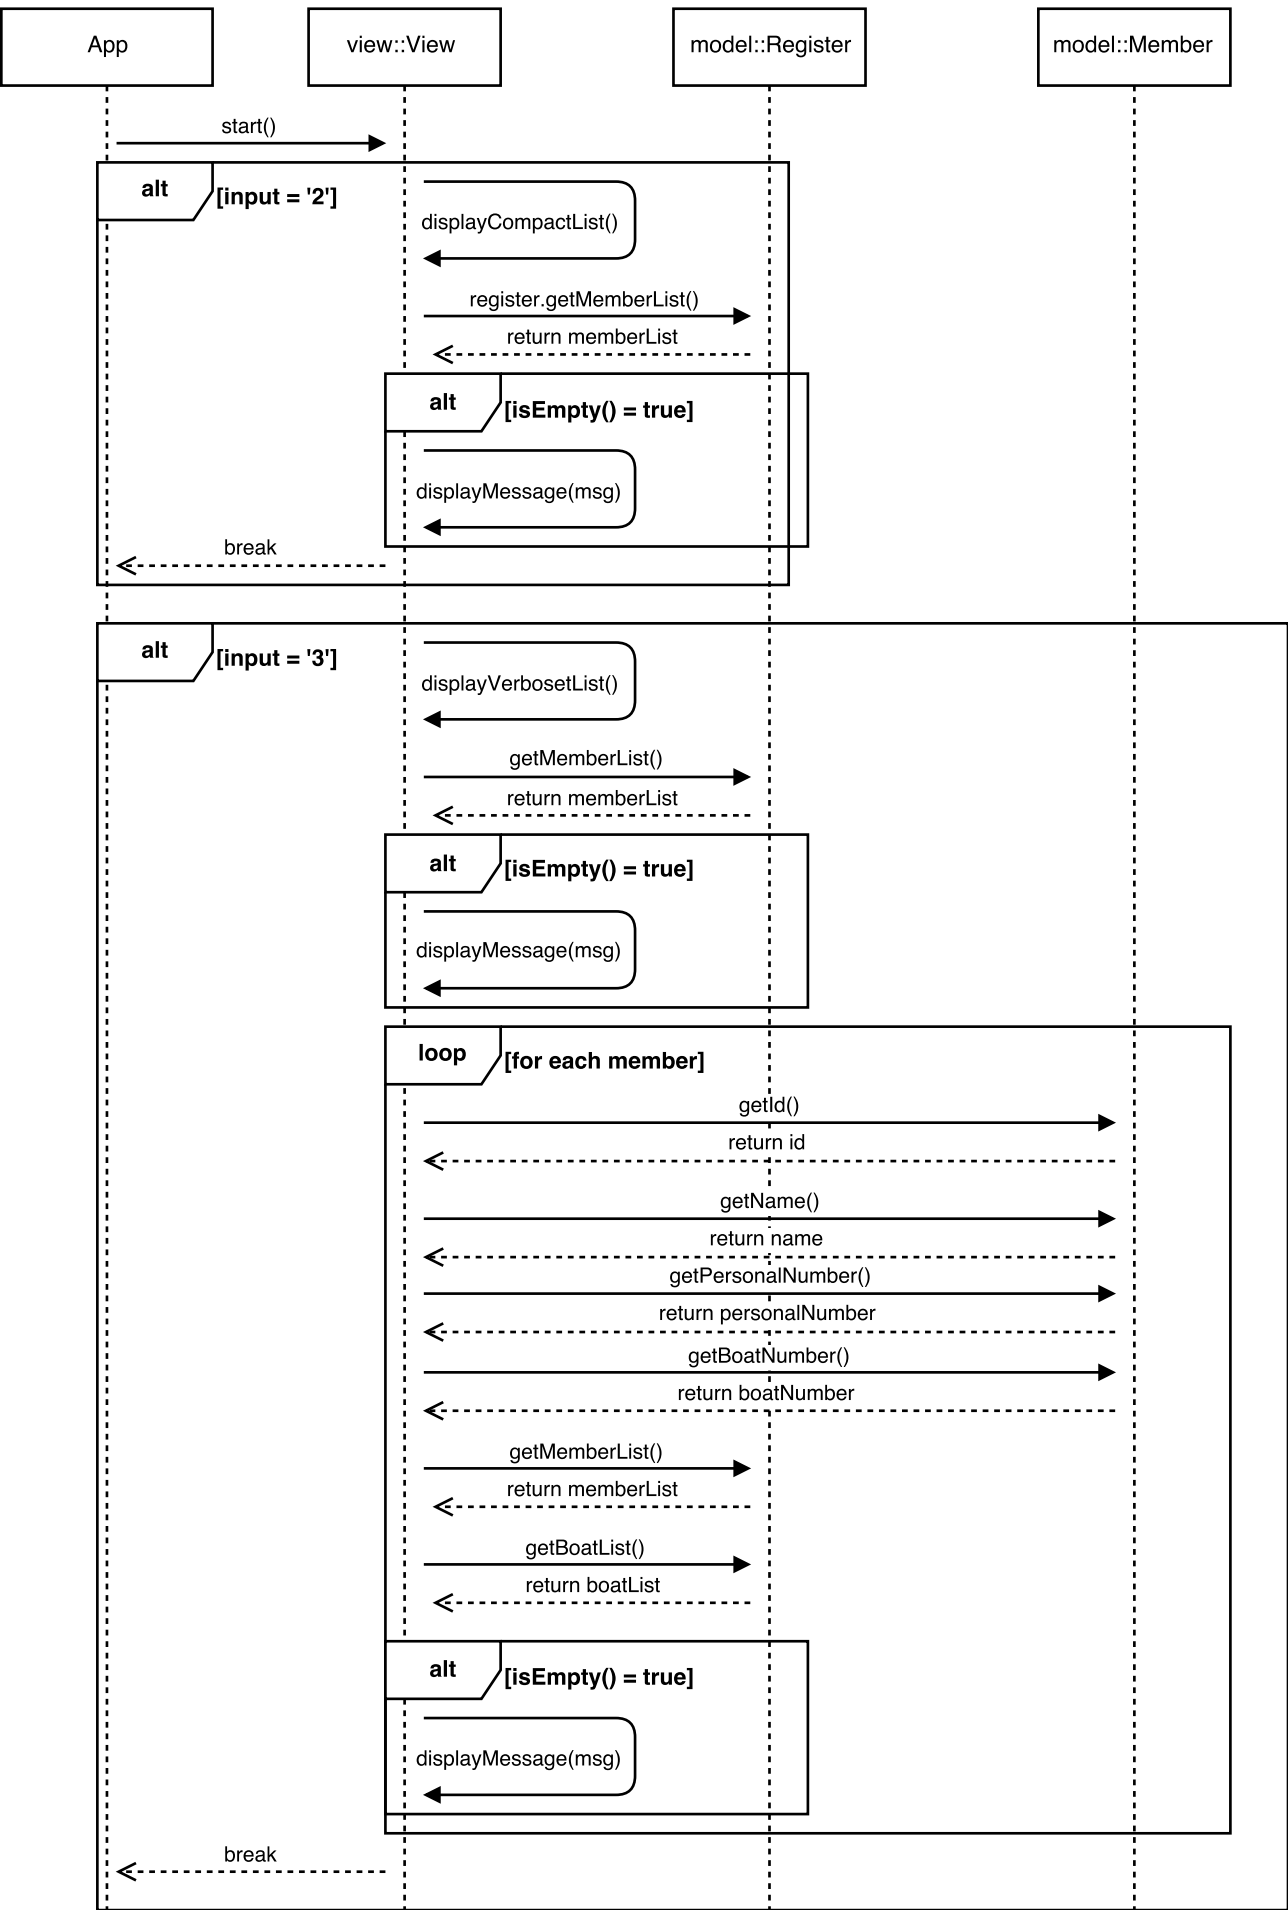 App
view::View
model::Register
model::Member
start()
alt
[input = '2']
displayCompactList()
register.getMemberList()
return memberList
alt
[isEmpty() = true]
displayMessage(msg)
break
alt
[input = '3']
displayVerbosetList()
getMemberList()
return memberList
alt
[isEmpty() = true]
displayMessage(msg)
loop
[for each member]
getId()
return id
getName()
return name
getPersonalNumber()
return personalNumber
getBoatNumber()
return boatNumber
getMemberList()
return memberList
getBoatList()
return boatList
alt
[isEmpty() = true]
displayMessage(msg)
break